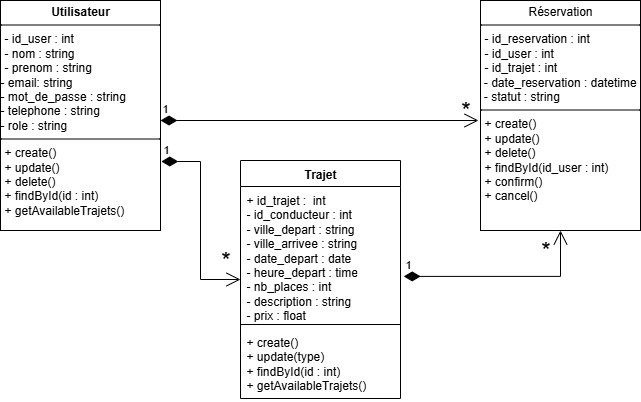 Utilisateur
- id_user : int
- nom : string
- prenom : string
- email: string
- mot_de_passe : string
- telephone : string
- role : string
+ create()
+ update()
+ delete()
+ findById(id : int)
+ getAvailableTrajets()
1
*
1
*
Réservation
- id_reservation : int
- id_user : int
- id_trajet : int
- date_reservation : datetime
- statut : string
+ create()
+ update()
+ delete()
+ findById(id_user : int)
+ confirm()
+ cancel()
Trajet
+ id_trajet :  int
- id_conducteur : int
- ville_depart : string
- ville_arrivee : string
- date_depart : date
- heure_depart : time
- nb_places : int
- description : string
- prix : float
+ create()
+ update(type)
+ findById(id : int)
+ getAvailableTrajets()
1
*